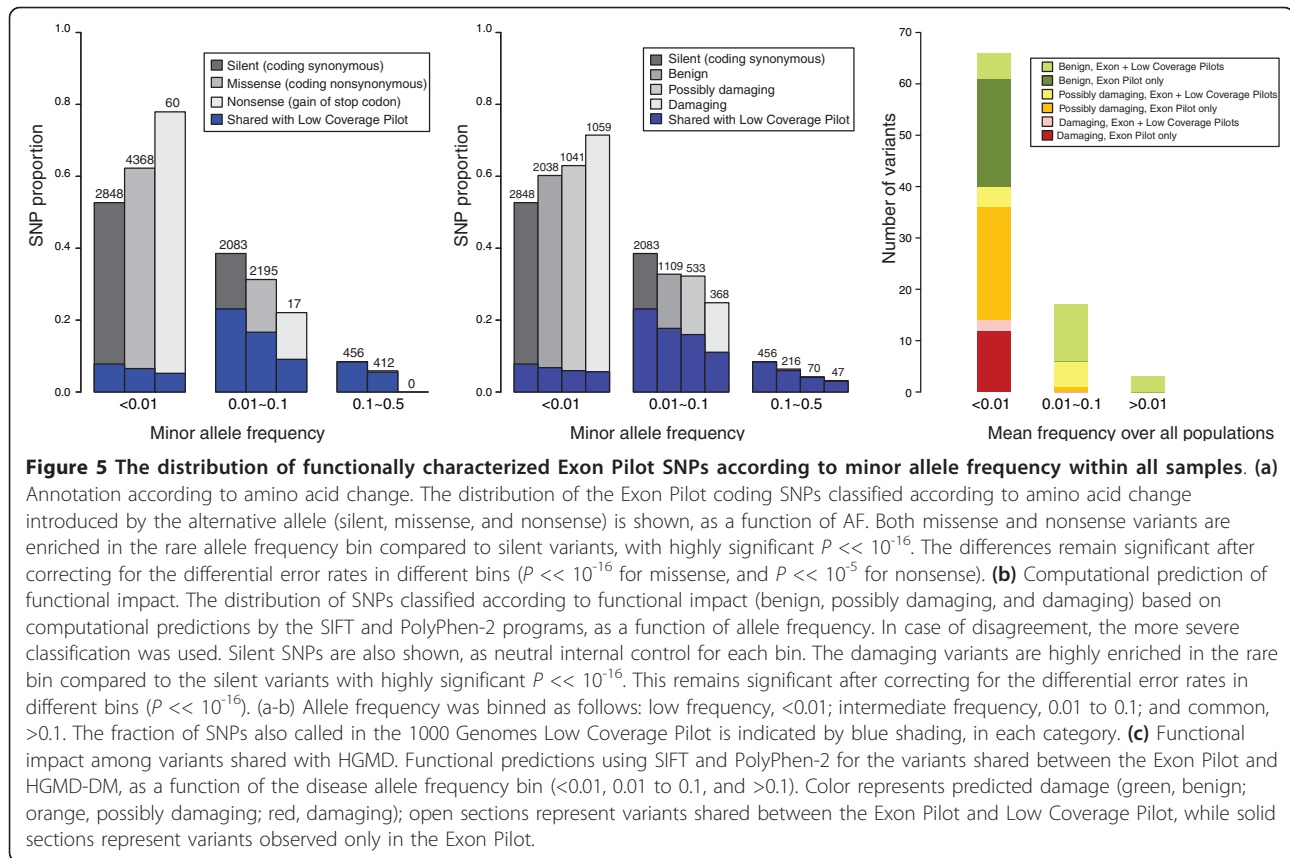 1.0
0.8
0.6
0.4
0.2
0.0
SNP proportion
Silent (coding synonymous)
Missense (coding nonsynonymous)
Nonsense (gain of stop codon)
Shared with Low Coverage Pilot
2848
4368
60
2083
2195
17
456
412
0
<0.01
0.01~0.1
0.1~0.5
Minor allele frequency
1.0
0.8
0.6
0.4
0.2
0.0
SNP proportion
Silent (coding synonymous)
Benign
Possibly damaging
Damaging
Shared with Low Coverage Pilot
2848
2038
1041
1059
2083
1109
533
368
456
216
70
47
<0.01
0.01~0.1
0.1~0.5
Minor allele frequency
70
60
50
40
30
20
10
0
Number of variants
Benign, Exon + Low Coverage Pilots
Benign, Exon Pilot only
Possibly damaging, Exon + Low Coverage Pilots
Possibly damaging, Exon Pilot only
Damaging, Exon + Low Coverage Pilots
Damaging, Exon Pilot only
<0.01
0.01~0.1
>0.01
Mean frequency over all populations
Figure 5 The distribution of functionally characterized Exon Pilot SNPs according to minor allele frequency within all samples. (a)
Annotation according to amino acid change. The distribution of the Exon Pilot coding SNPs classified according to amino acid change
introduced by the alternative allele (silent, missense, and nonsense) is shown, as a function of AF. Both missense and nonsense variants are
enriched in the rare allele frequency bin compared to silent variants, with highly significant P << 10-16. The differences remain significant after
correcting for the differential error rates in different bins (P << 10-16 for missense, and P << 10-5 for nonsense). (b) Computational prediction of
functional impact. The distribution of SNPs classified according to functional impact (benign, possibly damaging, and damaging) based on
computational predictions by the SIFT and PolyPhen-2 programs, as a function of allele frequency. In case of disagreement, the more severe
classification was used. Silent SNPs are also shown, as neutral internal control for each bin. The damaging variants are highly enriched in the rare
bin compared to the silent variants with highly significant P << 10-16. This remains significant after correcting for the differential error rates in
different bins (P << 10-16). (a-b) Allele frequency was binned as follows: low frequency, <0.01; intermediate frequency, 0.01 to 0.1; and common,
>0.1. The fraction of SNPs also called in the 1000 Genomes Low Coverage Pilot is indicated by blue shading, in each category. (c) Functional
impact among variants shared with HGMD. Functional predictions using SIFT and PolyPhen-2 for the variants shared between the Exon Pilot and
HGMD-DM, as a function of the disease allele frequency bin (<0.01, 0.01 to 0.1, and >0.1). Color represents predicted damage (green, benign;
orange, possibly damaging; red, damaging); open sections represent variants shared between the Exon Pilot and Low Coverage Pilot, while solid
sections represent variants observed only in the Exon Pilot.